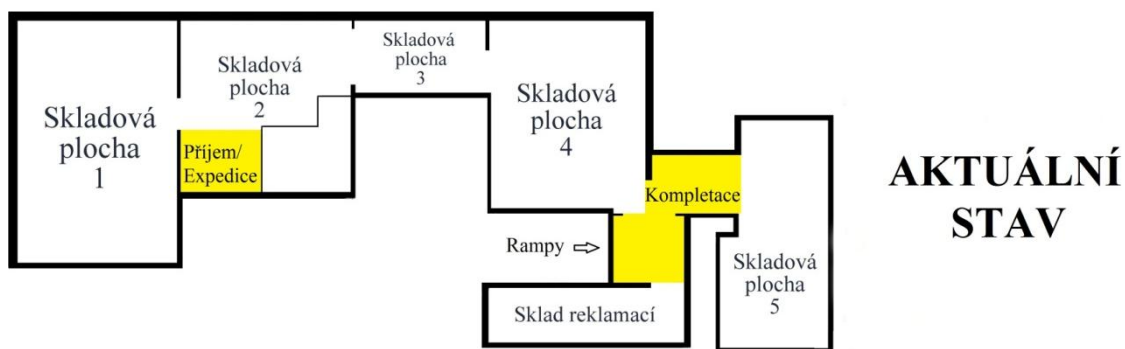 Skladová
plocha
1
Skladová
plocha
2
Příjem/
Expedice
Skladová
plocha
3
Skladová
plocha
4
Kompletace
Rampy
Sklad reklamací
Skladová
plocha
5
AKTUÁLNÍ
STAV